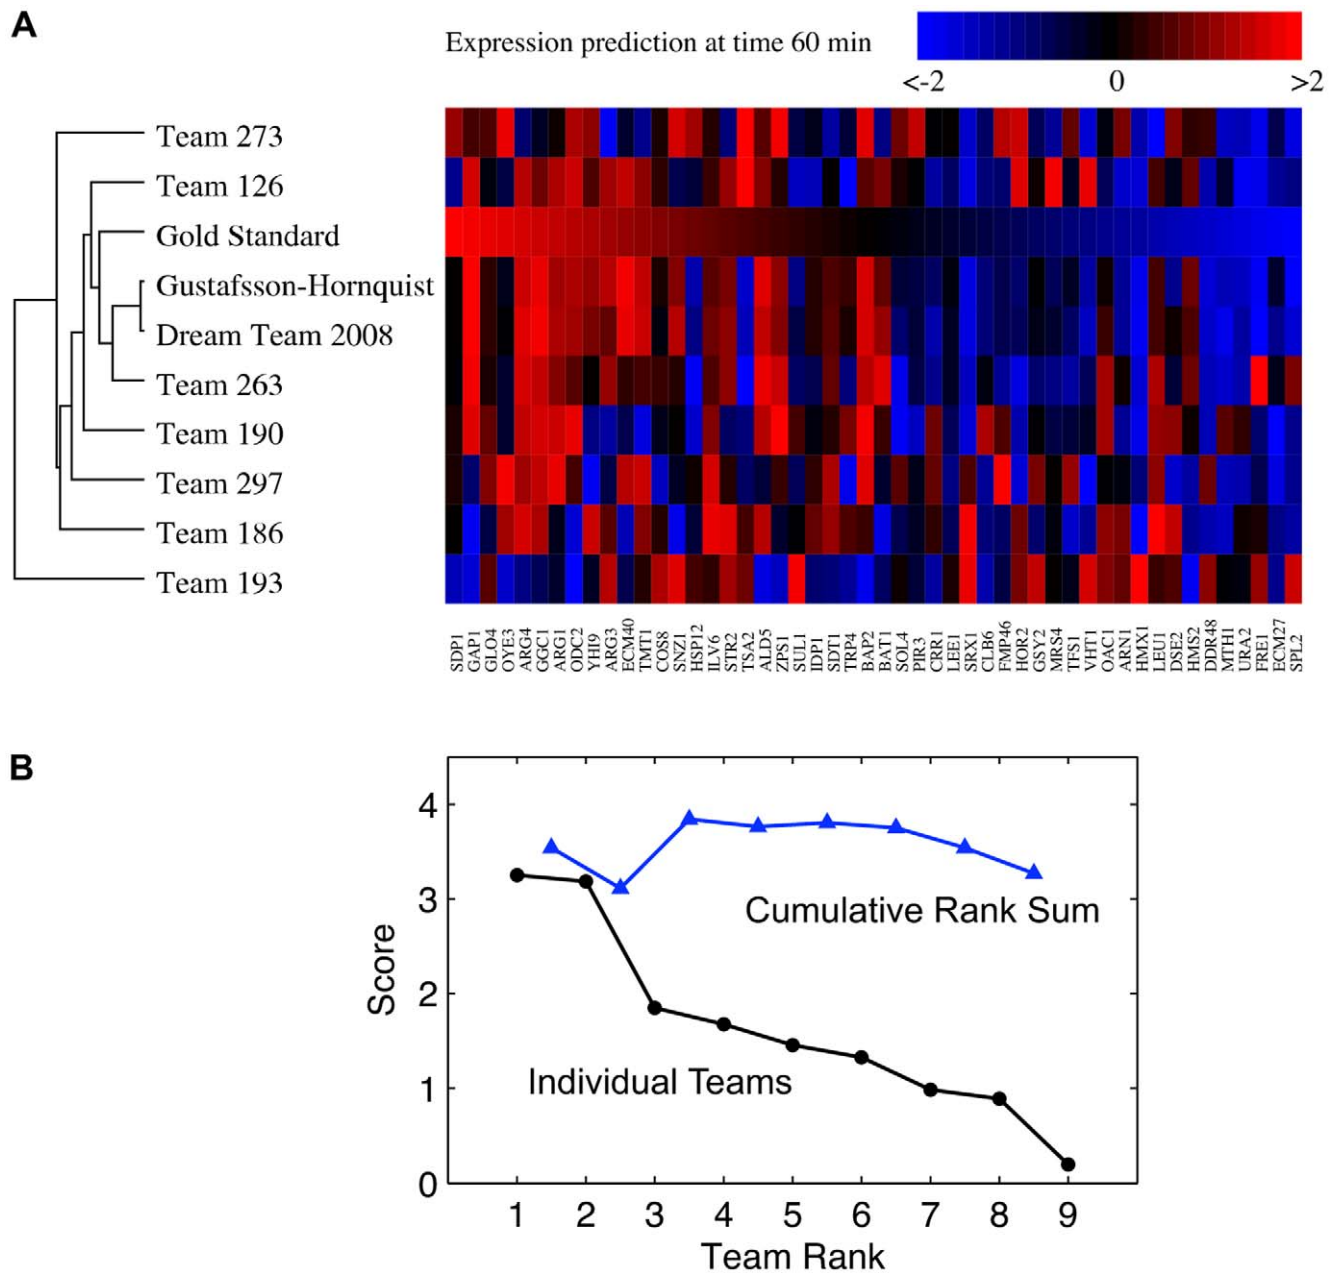 A
Expression prediction at time 60 min
<-2 0 >2
Team 273
Team 126
Gold Standard
Gustafsson-Hornquist
Dream Team 2008
Team 263
Team 190
Team 297
Team 186
Team 193
SDP1 GAP1 GLO4 OYE3 ARG4 GGC1 ARG1 ODC2 YHI9 ARG3 ECM40 TMT1 COS8 SNZ1 HSP12 ILV6 STR2 TSA2 ALD5 ZPS1 SUL1 IDP1 SDT1 TRP4 BAP2 BAT1 SOL4 PIR3 CRR1 LEE1 SRX1 CLB6 FMP46 HOR2 GSY2 MRS4 TFS1 VHT1 OAC1 ARN1 HMX1 LEU1 DSE2 HMS2 DDR48 MTH1 URA2 FRE1 ECM27 SPL2
B
4
3
2
1
0
Score
Cumulative Rank Sum
Individual Teams
1 2 3 4 5 6 7 8 9
Team Rank